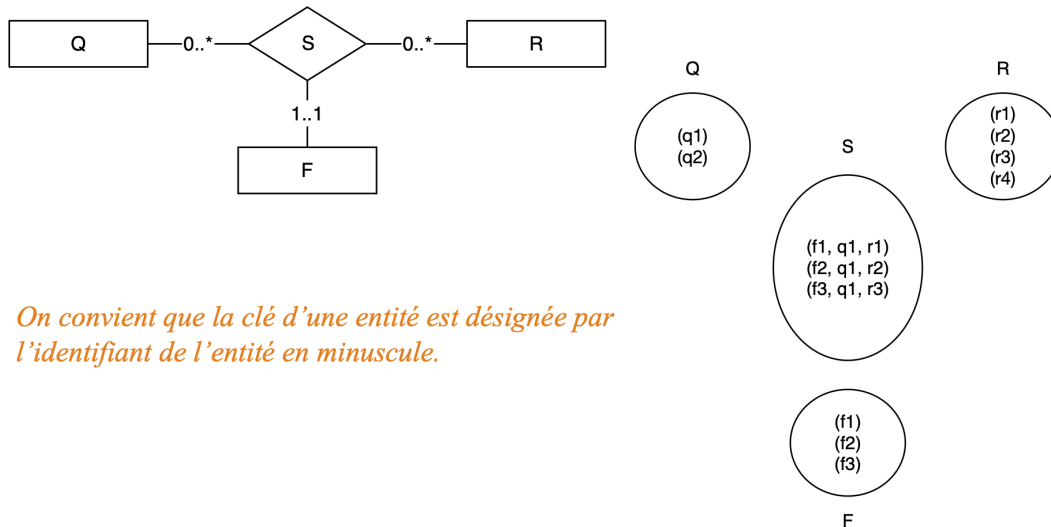 Q
0..*
S
0..*
R
1..1
F
Q
(q1)
(q2)
R
(r1)
(r2)
(r3)
(r4)
S
(f1, q1, r1)
(f2, q1, r2)
(f3, q1, r3)
On convient que la clé d’une entité est désignée par
l’identifiant de l’entité en minuscule.
(f1)
(f2)
(f3)
F